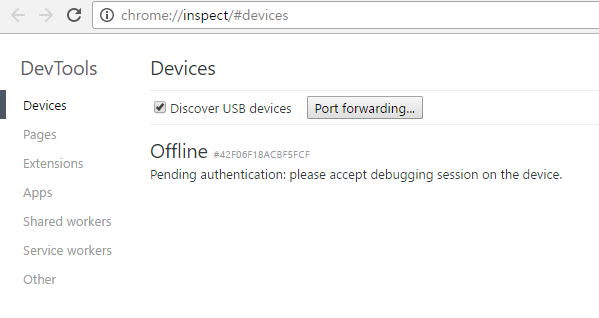 chrome://inspect/#devices
DevTools
Devices
Pages
Extensions
Apps
Shared workers
Service workers
Other
Devices
Discover USB devices Port forwarding...
Offline #42F06F18ACBF5FCF
Pending authentication: please accept debugging session on the device.